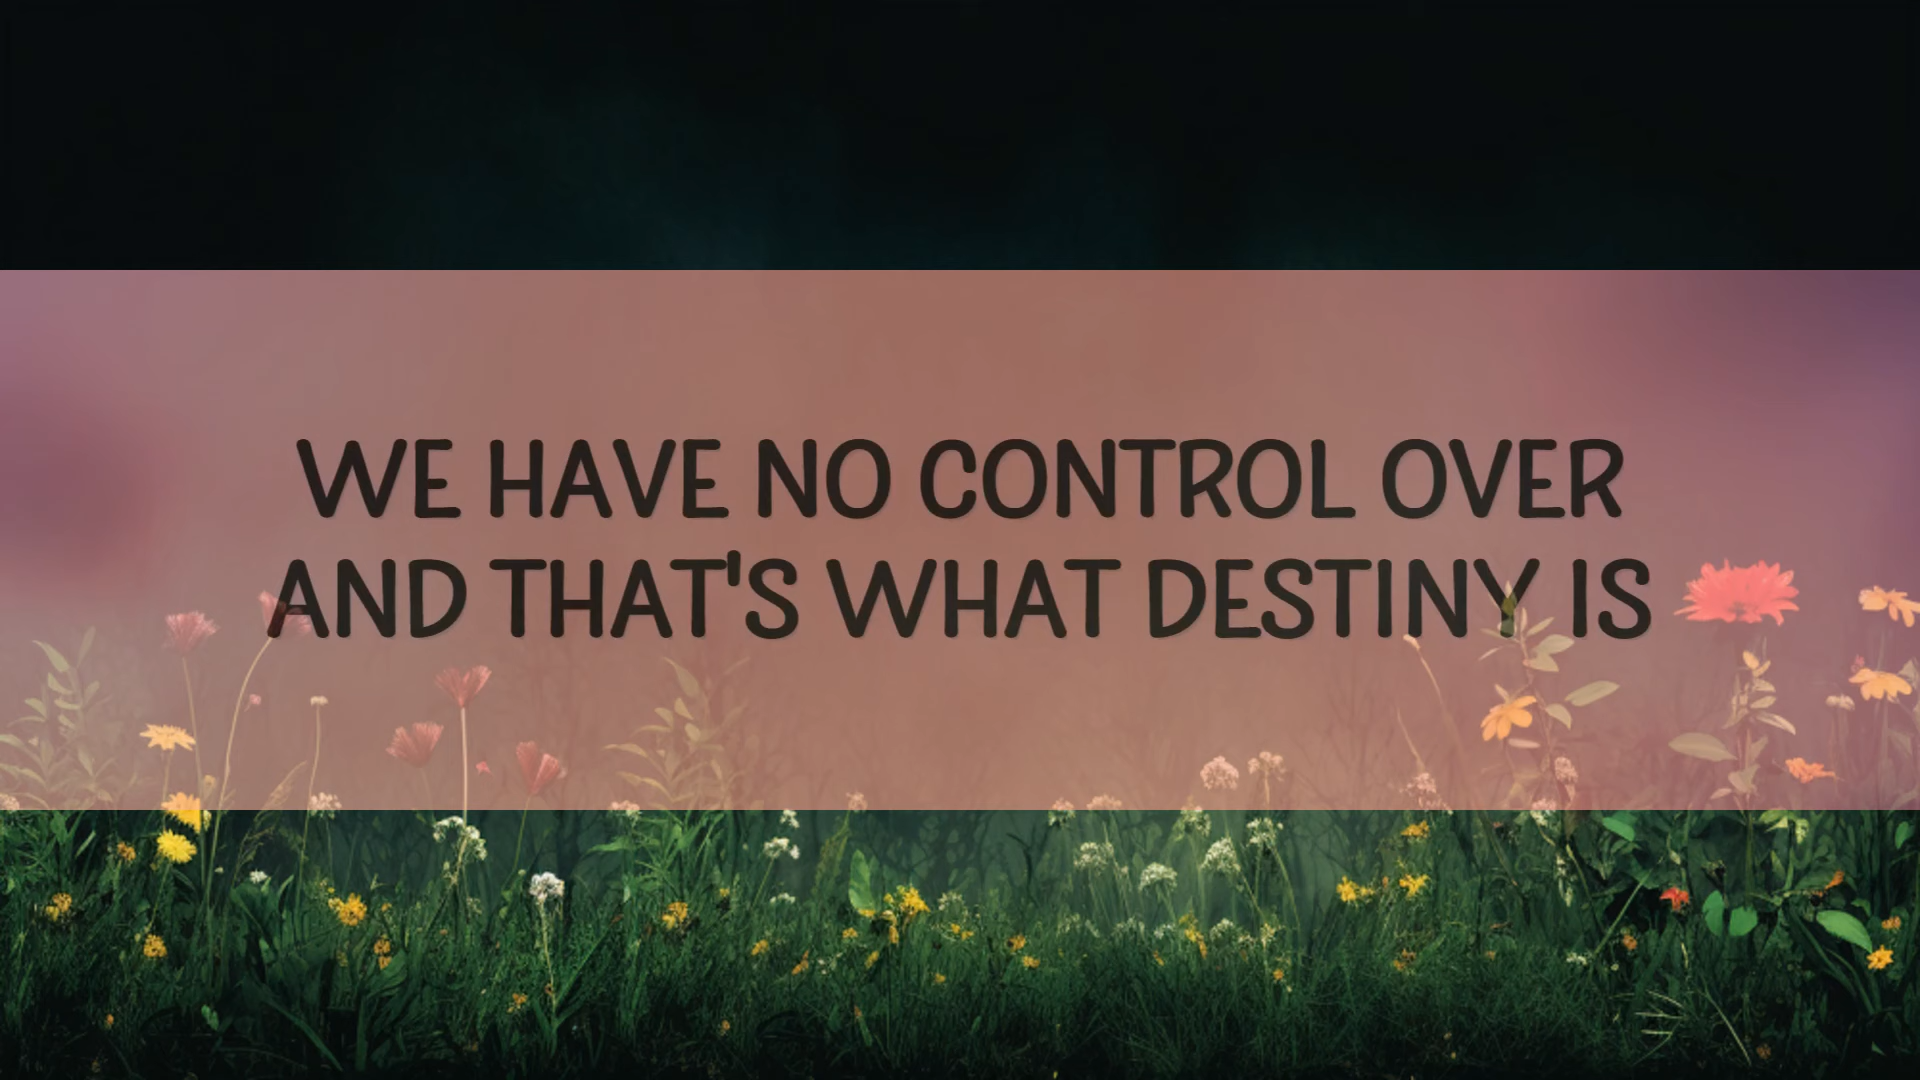 WE HAVE NO CONTROL OVER
AND THAT'S WHAT DESTINY IS